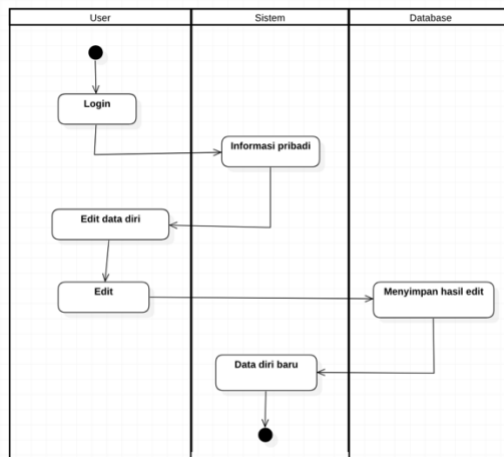 User
Sistem
Database
Login
Informasi pribadi
Edit data diri
Edit
Menyimpan hasil edit
Data diri baru